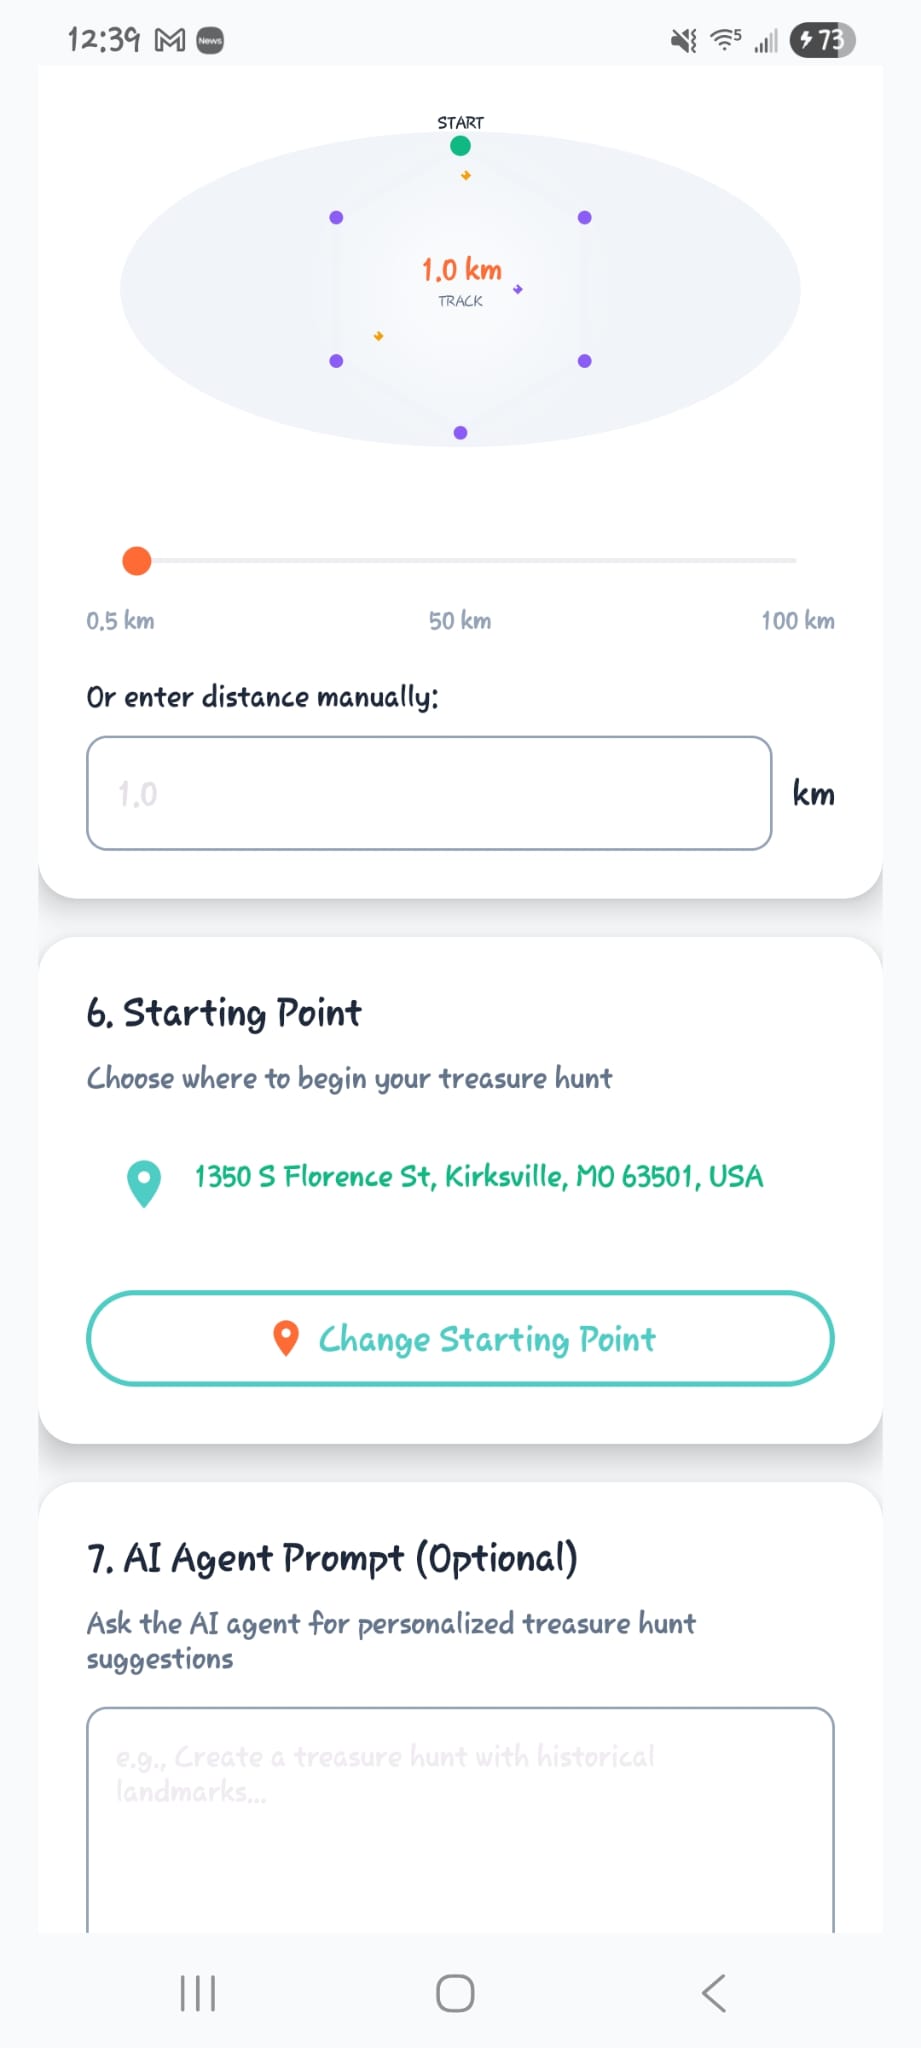 12:39
News
5
73
START
1.0 km
TRACK
0.5 km
50 km
100 km
Or enter distance manually:
1.0
km
6. Starting Point
Choose where to begin your treasure hunt
1350 S Florence St, Kirksville, MO 63501, USA
Change Starting Point
7. AI Agent Prompt (Optional)
Ask the AI agent for personalized treasure hunt
suggestions
e.g., Create a treasure hunt with historical
landmarks...